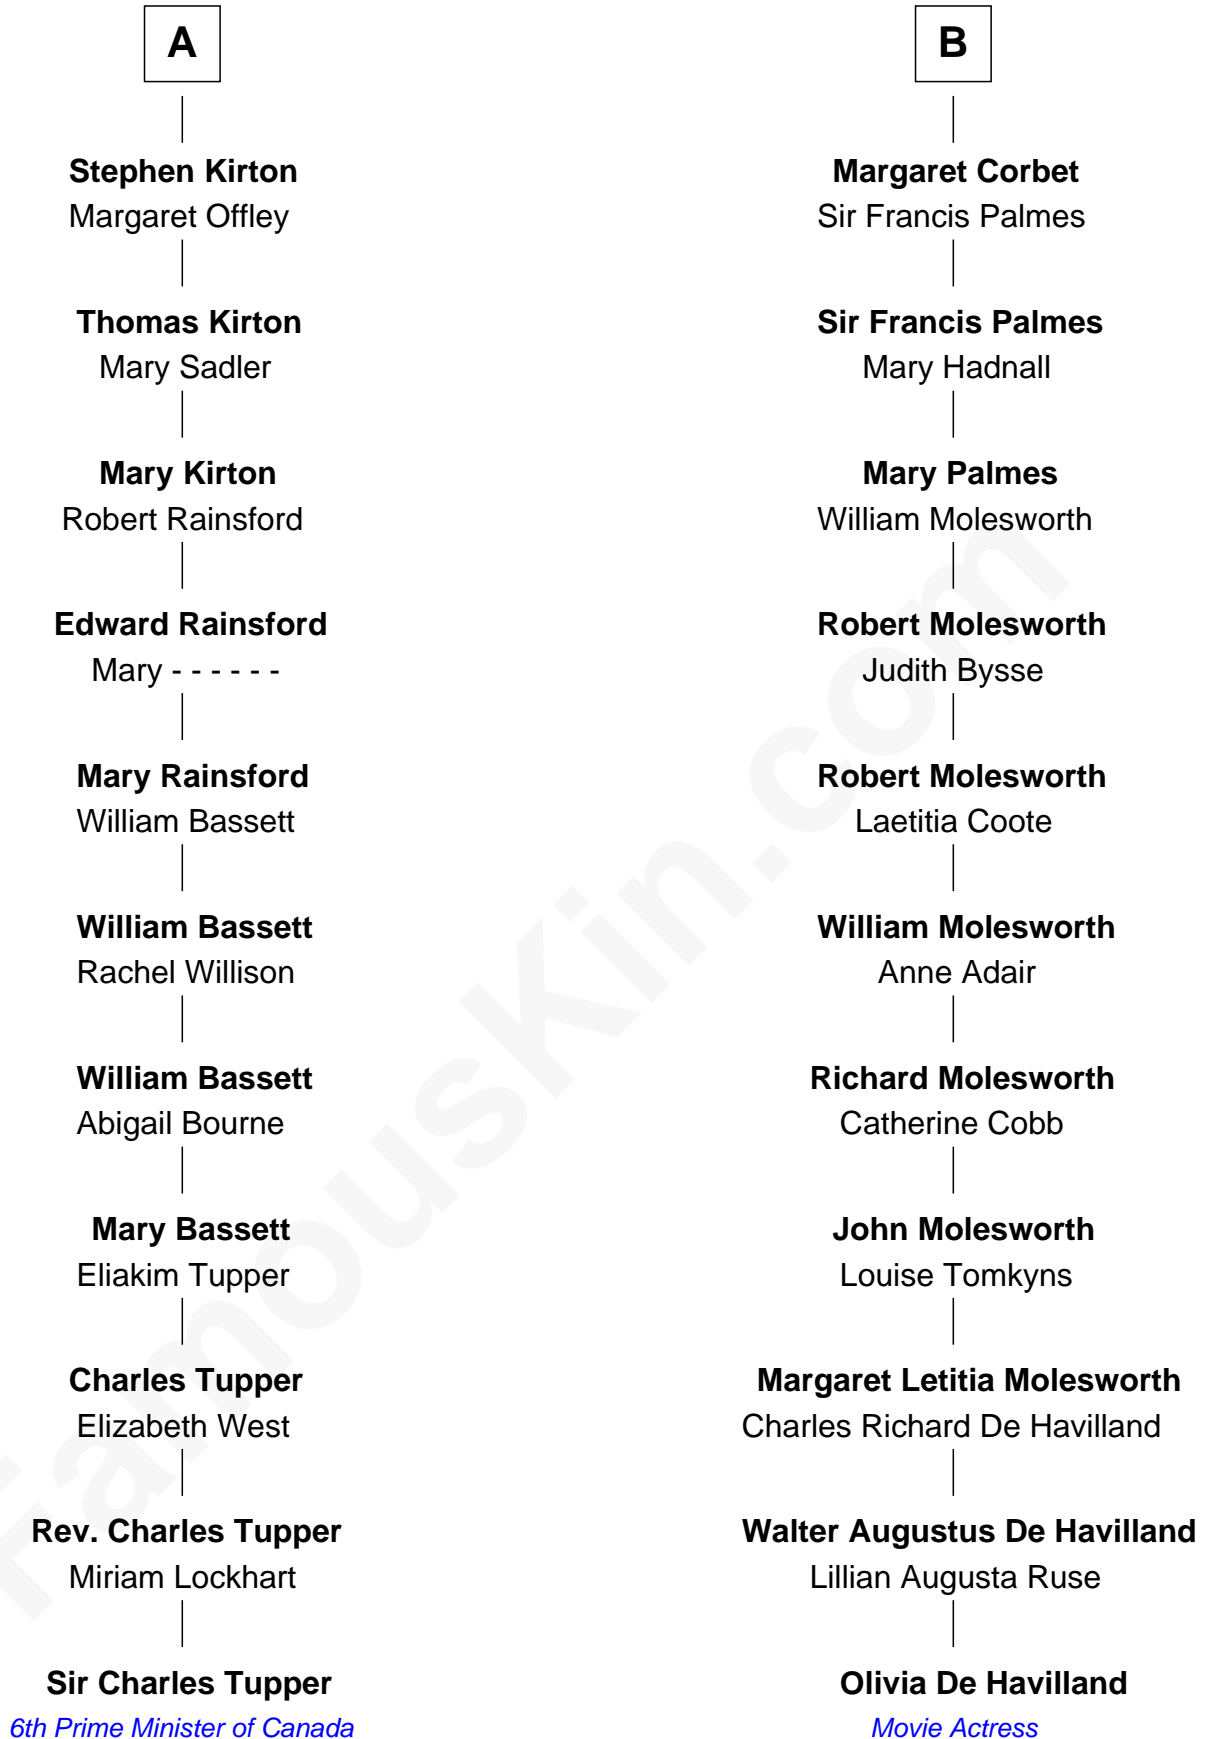 A
Stephen Kirton
Margaret Offley
Thomas Kirton
Mary Sadler
Mary Kirton
Robert Rainsford
Edward Rainsford
Mary - - - - - -
Mary Rainsford
William Bassett
William Bassett
Rachel Willison
William Bassett
Abigail Bourne
Mary Bassett
Eliakim Tupper
Charles Tupper
Elizabeth West
Rev. Charles Tupper
Miriam Lockhart
Sir Charles Tupper
6th Prime Minister of Canada
B
Margaret Corbet
Sir Francis Palmes
Sir Francis Palmes
Mary Hadnall
Mary Palmes
William Molesworth
Robert Molesworth
Judith Bysse
Robert Molesworth
Laetitia Coote
William Molesworth
Anne Adair
Richard Molesworth
Catherine Cobb
John Molesworth
Louise Tomkyns
Margaret Letitia Molesworth
Charles Richard De Havilland
Walter Augustus De Havilland
Lillian Augusta Ruse
Olivia De Havilland
Movie Actress
FamousKin.com